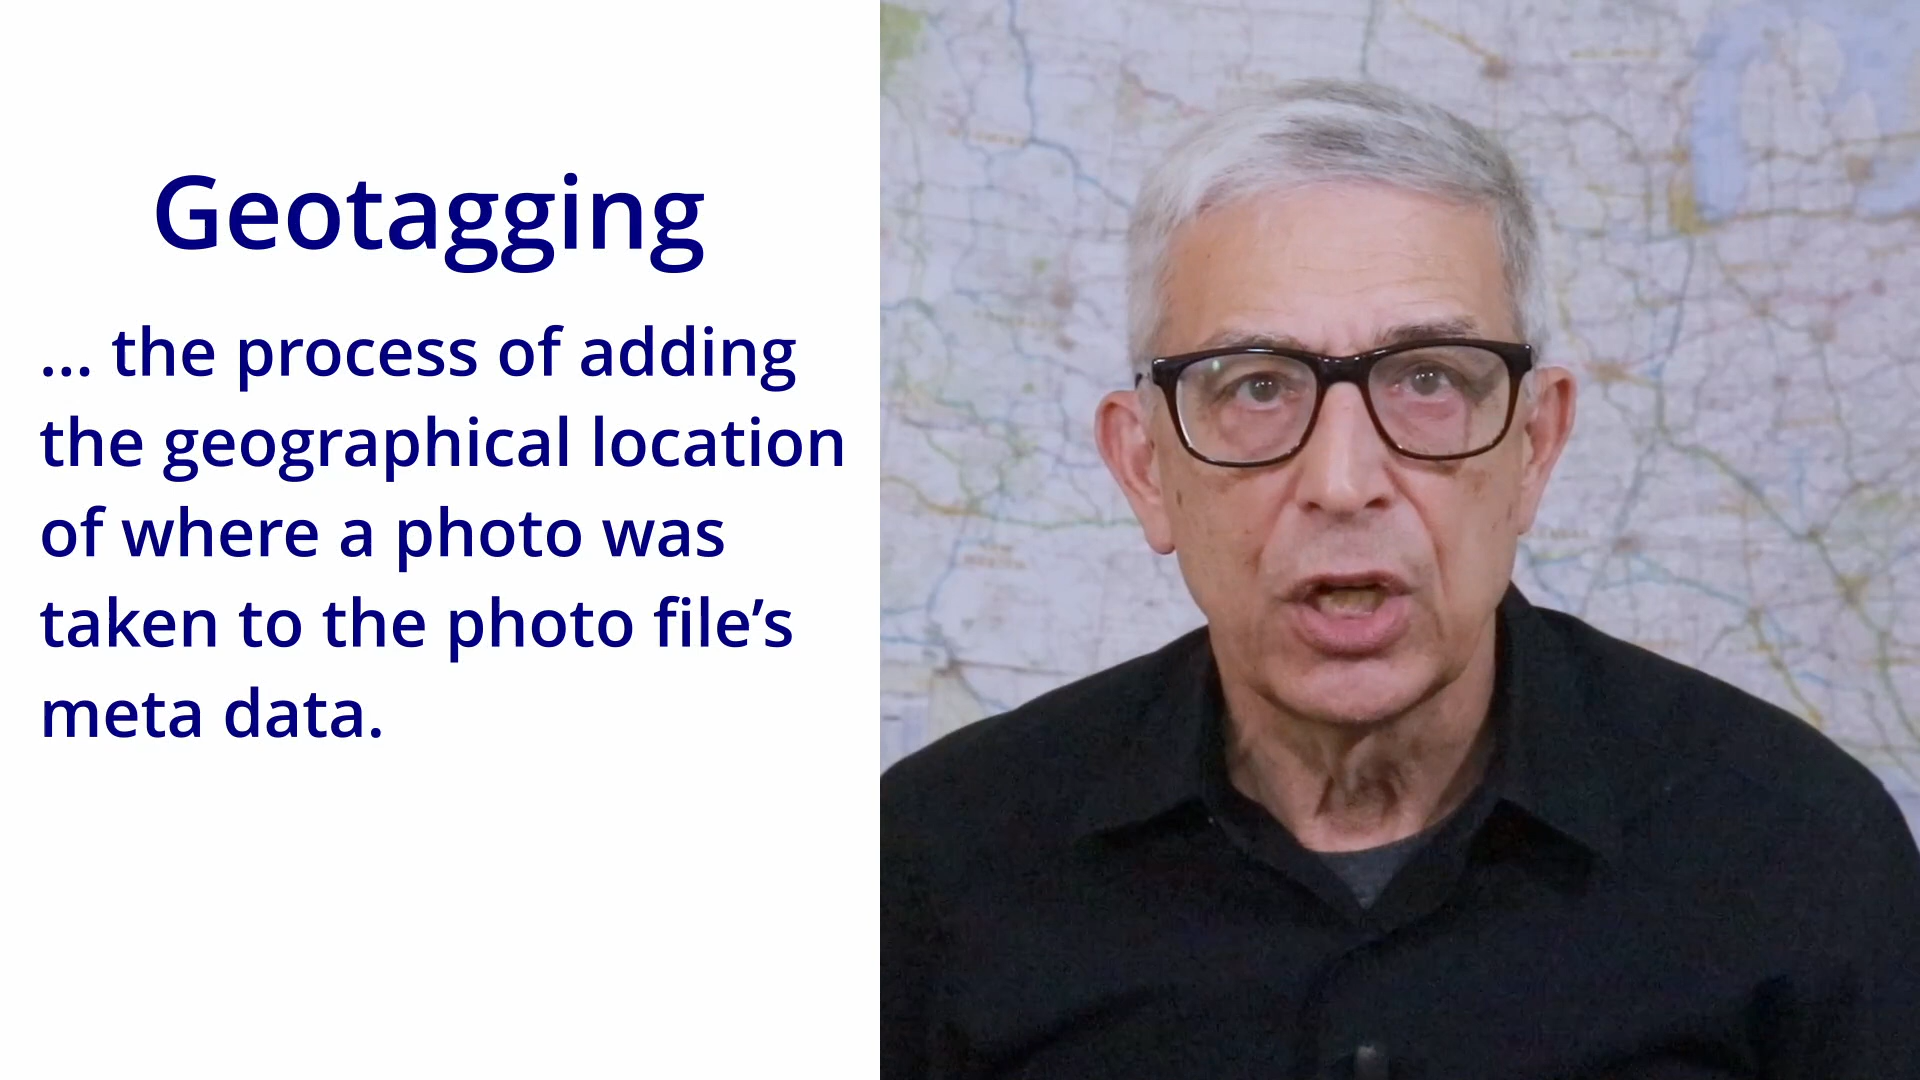 Geotagging
... the process of adding
the geographical location
of where a photo was
taken to the photo file’s
meta data.